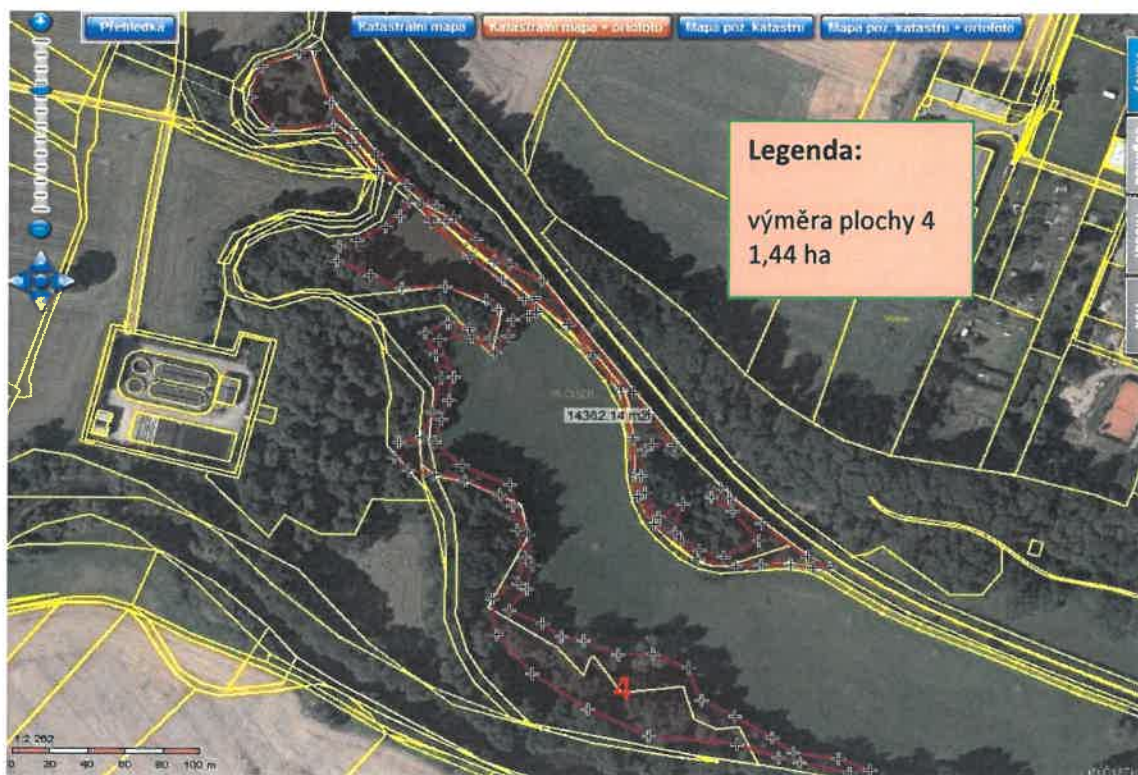 Přehledka
Katastrální mapa
Katastrální mapa + ortofoto
Mapa poz. katastru
Mapa poz. katastru + ortofoto
Legenda:
výměra plochy 4
1,44 ha
14362.14 m2
4
1:2 262
0 20 40 60 80 100 m